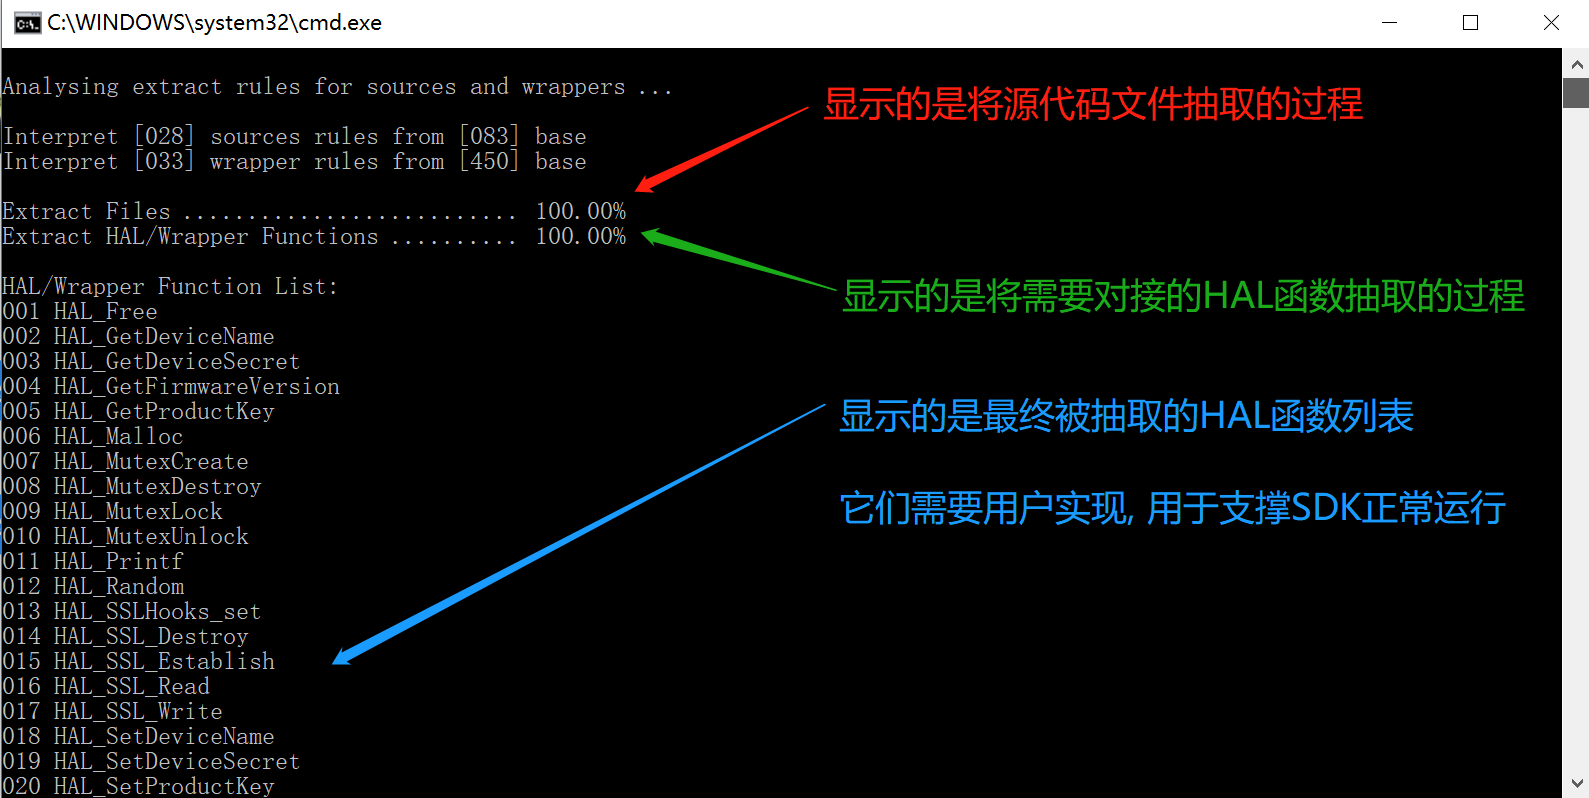 C:\WINDOWS\system32\cmd.exe
Analysing extract rules for sources and wrappers ...
显示的是将源代码文件抽取的过程
Interpret [028] sources rules from [083] base
Interpret [033] wrapper rules from [450] base
Extract Files .......................... 100.00%
Extract HAL/Wrapper Functions .......... 100.00%
显示的是将需要对接的HAL函数抽取的过程
HAL/Wrapper Function List:
001 HAL_Free
002 HAL_GetDeviceName
003 HAL_GetDeviceSecret
004 HAL_GetFirmwareVersion
005 HAL_GetProductKey
006 HAL_Malloc
007 HAL_MutexCreate
008 HAL_MutexDestroy
009 HAL_MutexLock
010 HAL_MutexUnlock
011 HAL_Printf
012 HAL_Random
013 HAL_SSLHooks_set
014 HAL_SSL_Destroy
015 HAL_SSL_Establish
016 HAL_SSL_Read
017 HAL_SSL_Write
018 HAL_SetDeviceName
019 HAL_SetDeviceSecret
020 HAL_SetProductKey
显示的是最终被抽取的HAL函数列表
它们需要用户实现, 用于支撑SDK正常运行